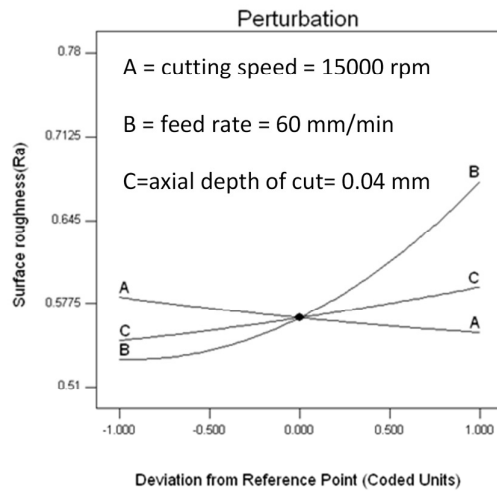 Perturbation
0.78
A = cutting speed = 15000 rpm
0.7125
B = feed rate = 60 mm/min
C=axial depth of cut= 0.04 mm
B
0.645
Surface roughness(Ra)
C
A
0.5775
A
C
B
0.51
-1.000 -0.500 0.000 0.500 1.000
Deviation from Reference Point (Coded Units)